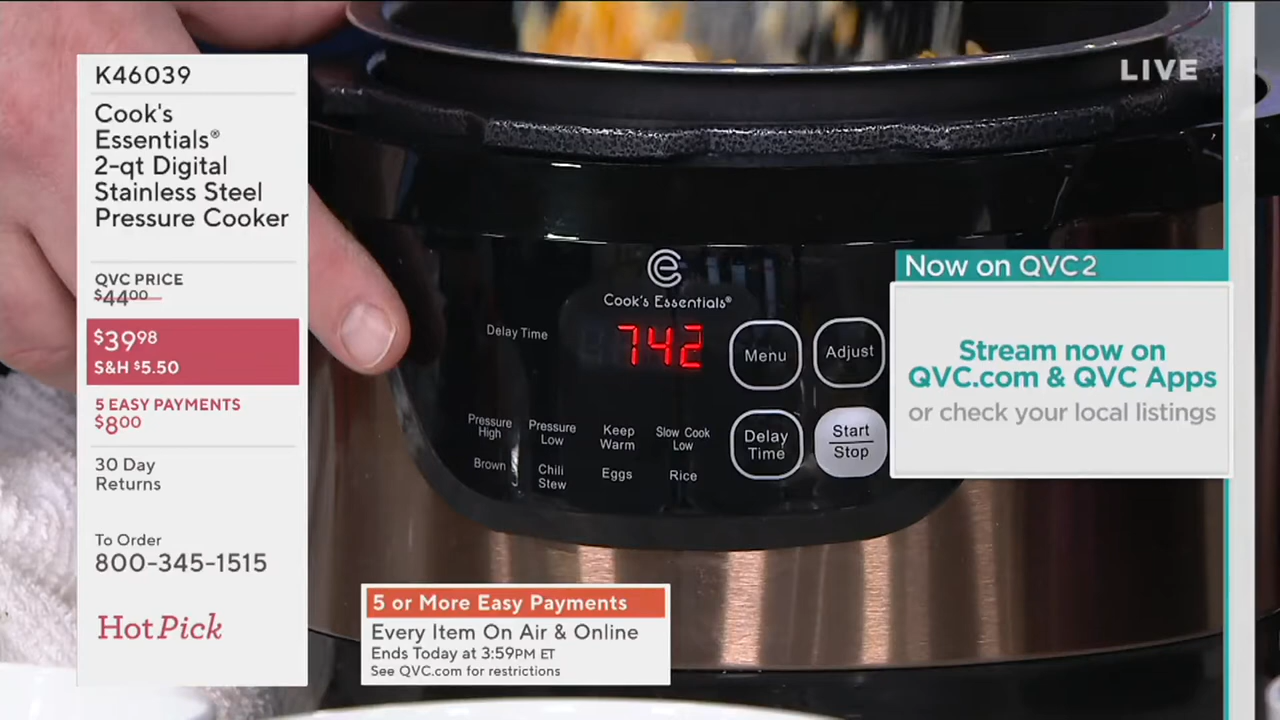 K46039
Cook's
Essentials®
2-qt Digital
Stainless Steel
Pressure Cooker
QVC PRICE
$44.00
$39.98
S&H $5.50
5 EASY PAYMENTS
$8.00
30 Day
Returns
To Order
800-345-1515
Hot Pick
LIVE
Cook's Essentials®
Delay Time
742
Menu
Adjust
Pressure
High
Pressure
Low
Keep
Warm
Slow Cook
Low
Brown
Chili
Stew
Eggs
Rice
Delay
Time
Start
Stop
Now on QVC2
Stream now on
QVC.com & QVC Apps
or check your local listings
5 or More Easy Payments
Every Item On Air & Online
Ends Today at 3:59PM ET
See QVC.com for restrictions